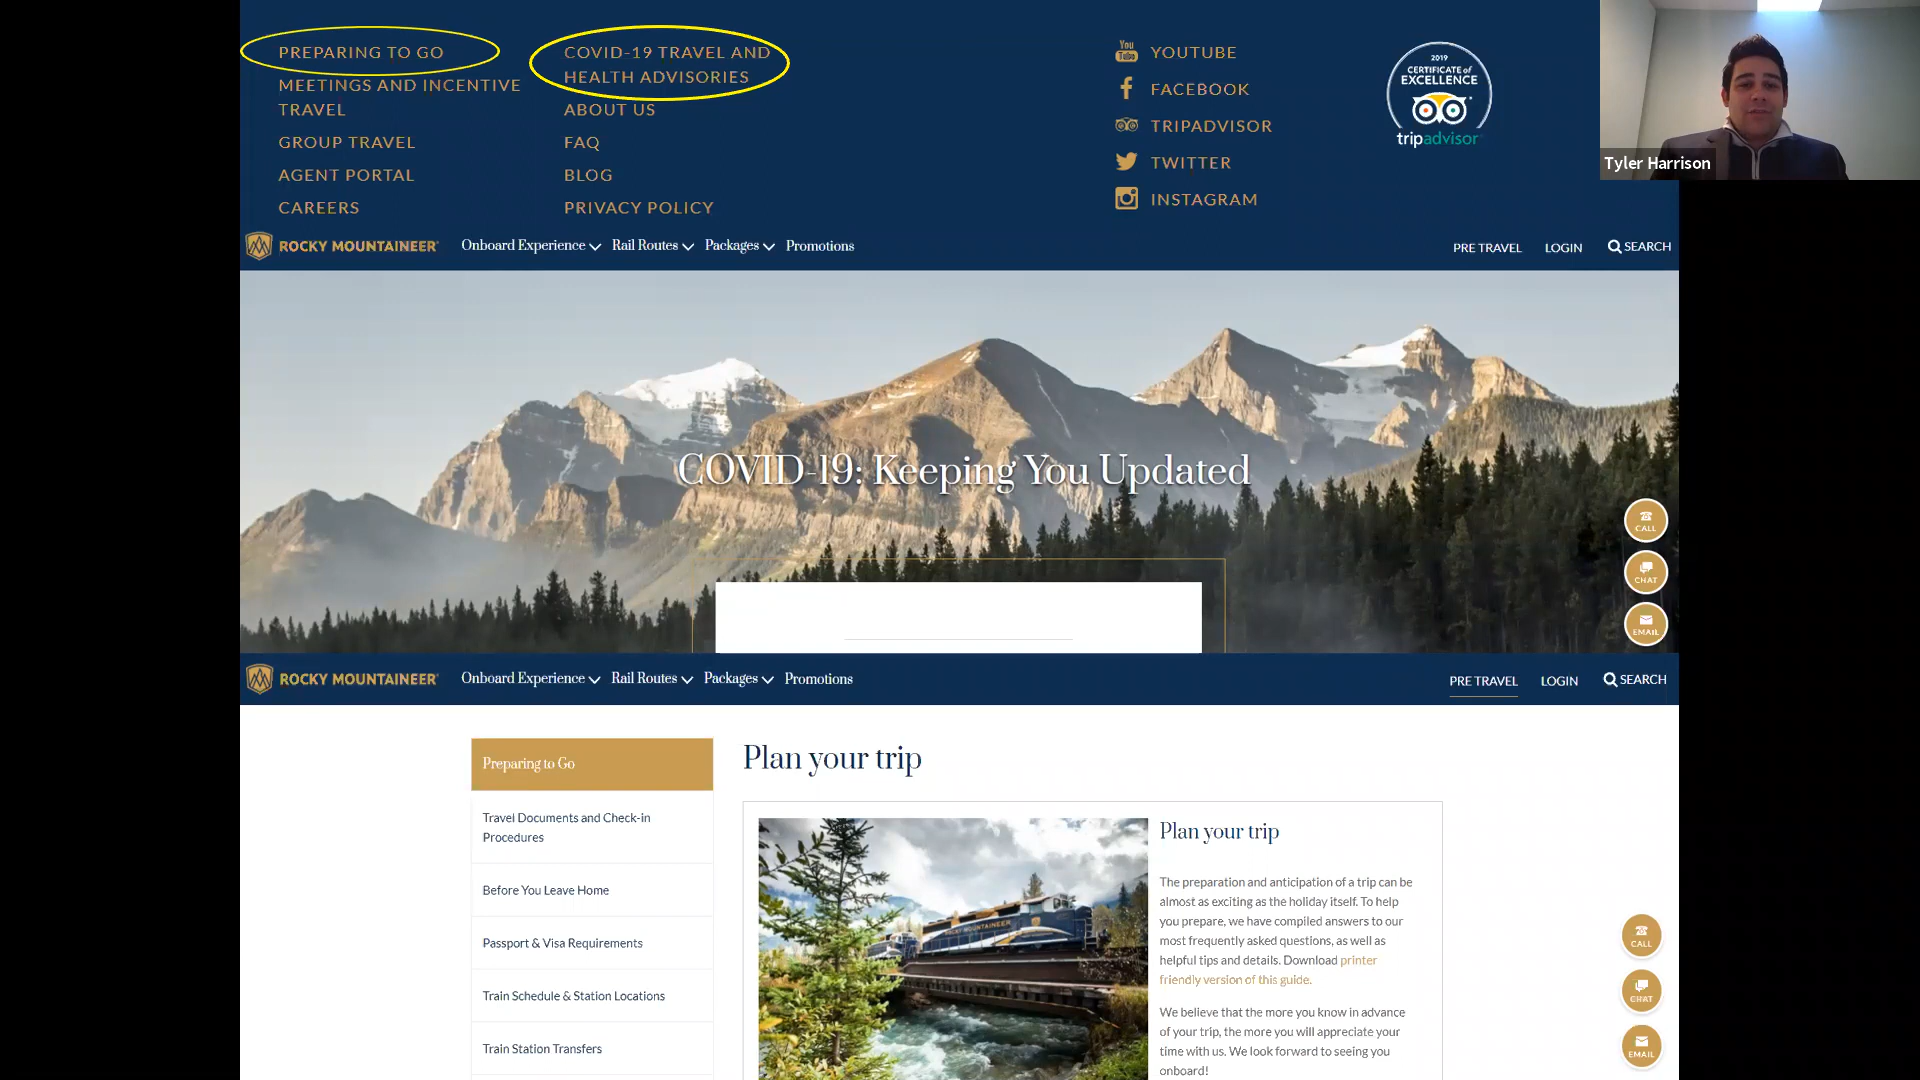 PREPARING TO GO
MEETINGS AND INCENTIVE
TRAVEL
GROUP TRAVEL
AGENT PORTAL
CAREERS
COVID-19 TRAVEL AND
HEALTH ADVISORIES
ABOUT US
FAQ
BLOG
PRIVACY POLICY
You
Tube
YOUTUBE
FACEBOOK
TRIPADVISOR
TWITTER
INSTAGRAM
2019
CERTIFICATE of
EXCELLENCE
tripadvisor
Tyler Harrison
ROCKY MOUNTAINEER
Onboard Experience
Rail Routes
Packages
Promotions
PRE TRAVEL
LOGIN
SEARCH
COVID-19: Keeping You Updated
CALL
CHAT
EMAIL
ROCKY MOUNTAINEER
Onboard Experience
Rail Routes
Packages
Promotions
PRE TRAVEL
LOGIN
SEARCH
Preparing to Go
Travel Documents and Check-in
Procedures
Before You Leave Home
Passport & Visa Requirements
Train Schedule & Station Locations
Train Station Transfers
Plan your trip
ROCKY MOUNTAINEER
Plan your trip
The preparation and anticipation of a trip can be
almost as exciting as the holiday itself. To help
you prepare, we have compiled answers to our
most frequently asked questions, as well as
helpful tips and details. Download printer
friendly version of this guide.
We believe that the more you know in advance
of your trip, the more you will appreciate your
time with us. We look forward to seeing you
onboard!
CALL
CHAT
EMAIL